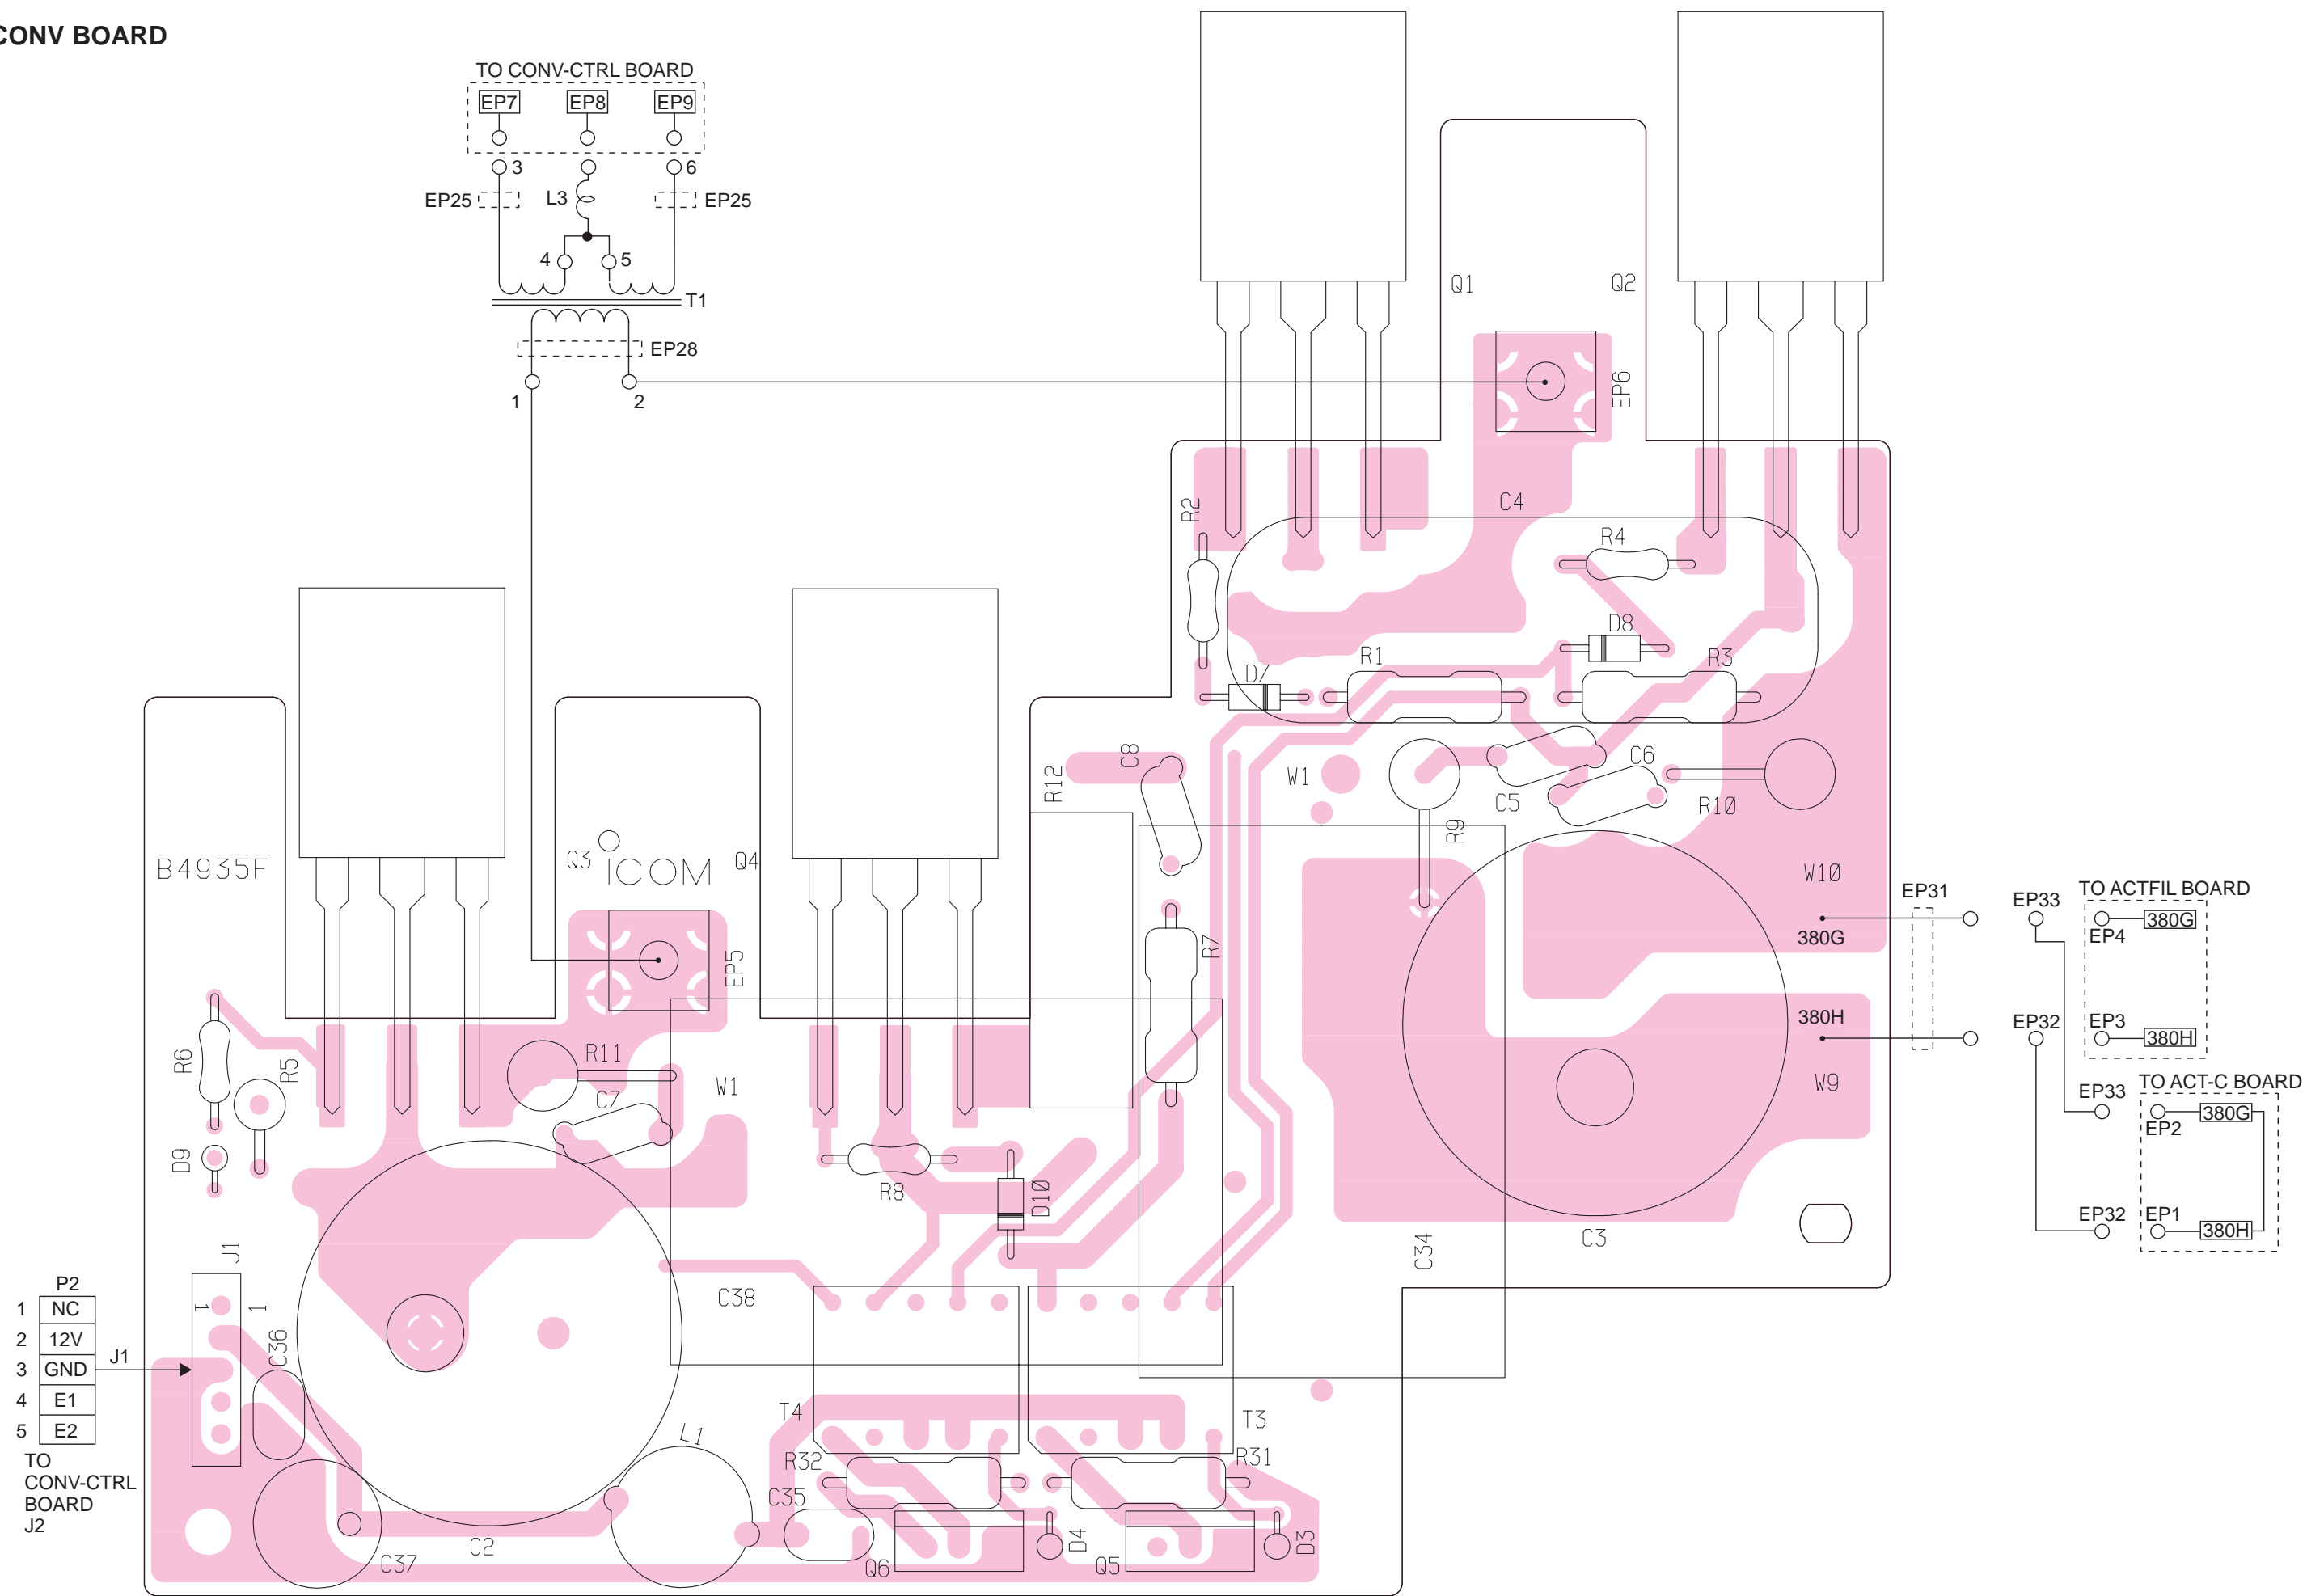 CONV BOARD
TO CONV-CTRL BOARD
EP7 EP8 EP9
3 6
EP25 L3 EP25
4 5
T1
EP28
1 2
Q1 Q2
EP6
C4
R2
R4
D8
R1 R3
D7
C8
R12
W1
C6
C5
R10
R9
B4935F
Q3
iCOM
Q4
W10
EP31
EP33
TO ACTFIL BOARD
380G
EP4
380G
EP5
R7
380H
EP32
EP3
380H
R6
R5
R11
C7
W1
W9
EP33
TO ACT-C BOARD
380G
EP2
D9
R8
D10
EP32
EP1
380H
C34
C3
J1
1
1
C38
P2
1 NC
2 12V
3 GND
4 E1
5 E2
J1
TO
CONV-CTRL
BOARD
J2
C36
T4
T3
L1
R32
R31
C35
C2
C37
Q6
D4
Q5
D3